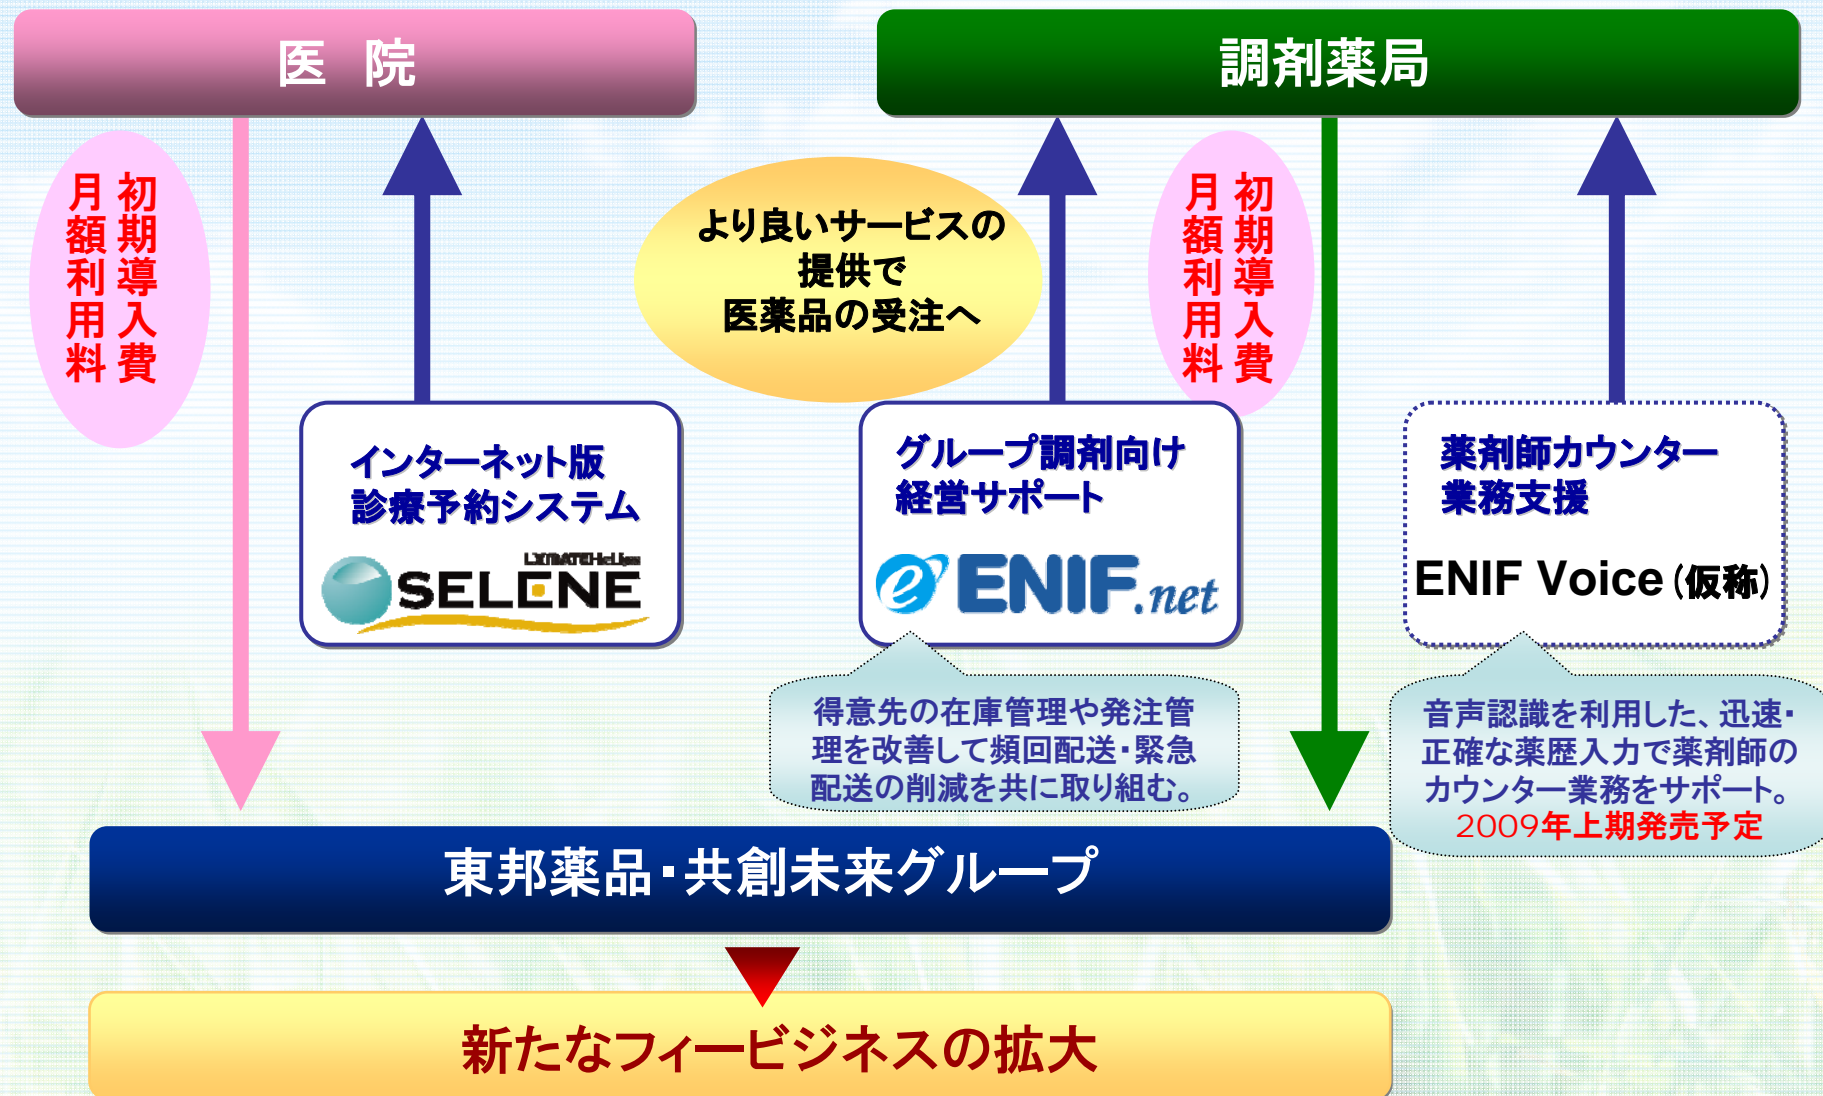 医 院
調剤薬局
初期導入費
月額利用料
より良いサービスの
提供で
医薬品の受注へ
初期導入費
月額利用料
インターネット版
診療予約システム
SELENE
グループ調剤向け
経営サポート
ENIF.net
薬剤師カウンター
業務支援
ENIF Voice(仮称)
得意先の在庫管理や発注管
理を改善して頻回配送・緊急
配送の削減を共に取り組む。
音声認識を利用した、迅速・
正確な薬歴入力で薬剤師の
カウンター業務をサポート。
2009年上期発売予定
東邦薬品・共創未来グループ
新たなフィービジネスの拡大